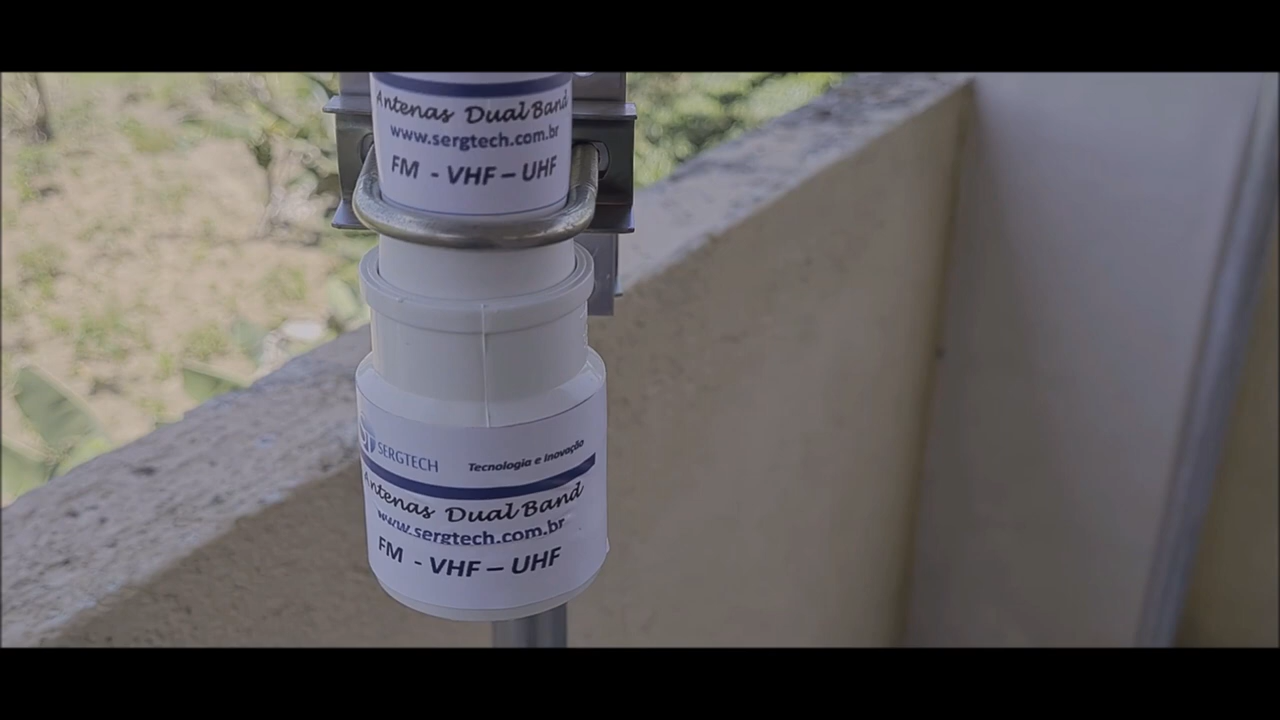 Antenas Dual Band
www.sergtech.com.br
FM - VHF – UHF
SERGTECH Tecnologia e Inovação
Antenas Dual Band
www.sergtech.com.br
FM - VHF – UHF